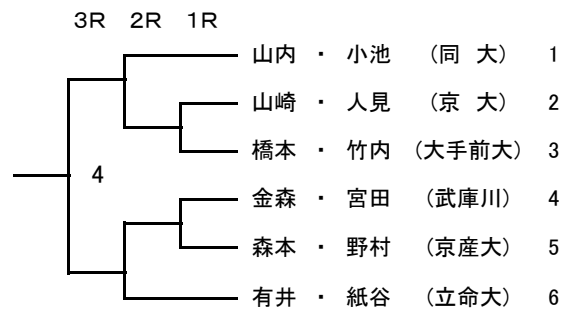 3R 2R 1R
山内 ・ 小池 (同 大) 1
山崎 ・ 人見 (京 大) 2
橋本 ・ 竹内 (大手前大) 3
4
金森 ・ 宮田 (武庫川) 4
森本 ・ 野村 (京産大) 5
有井 ・ 紙谷 (立命大) 6